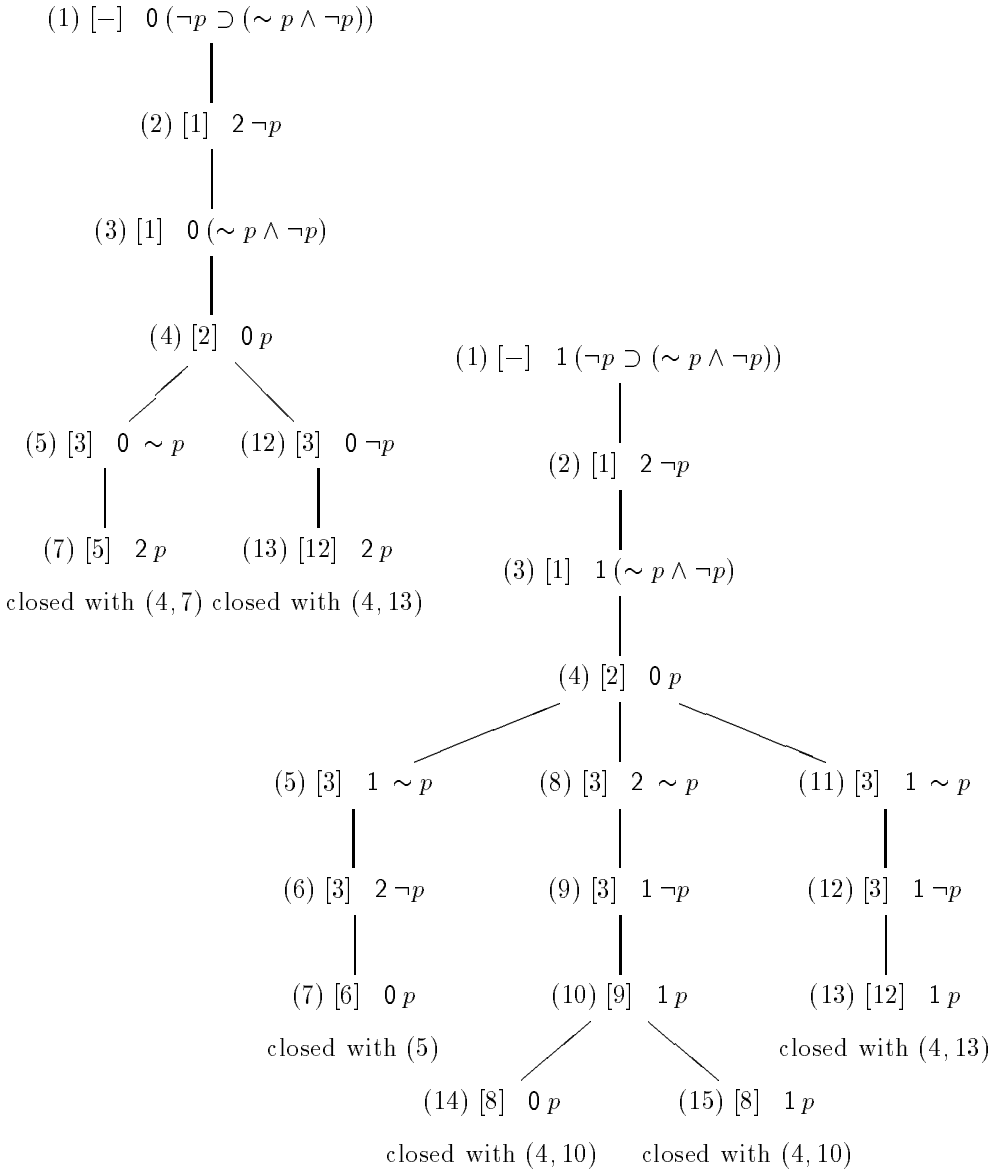 (1) [−] 0 (¬p ⊃ (∼ p ∧ ¬p))
(2) [1] 2 ¬p
(3) [1] 0 (∼ p ∧ ¬p)
(4) [2] 0 p
(5) [3] 0 ∼ p (12) [3] 0 ¬p
(7) [5] 2 p (13) [12] 2 p
closed with (4, 7) closed with (4, 13)
(1) [−] 1 (¬p ⊃ (∼ p ∧ ¬p))
(2) [1] 2 ¬p
(3) [1] 1 (∼ p ∧ ¬p)
(4) [2] 0 p
(5) [3] 1 ∼ p (8) [3] 2 ∼ p (11) [3] 1 ∼ p
(6) [3] 2 ¬p (9) [3] 1 ¬p (12) [3] 1 ¬p
(7) [6] 0 p (10) [9] 1 p (13) [12] 1 p
closed with (5) closed with (4, 13)
(14) [8] 0 p (15) [8] 1 p
closed with (4, 10) closed with (4, 10)